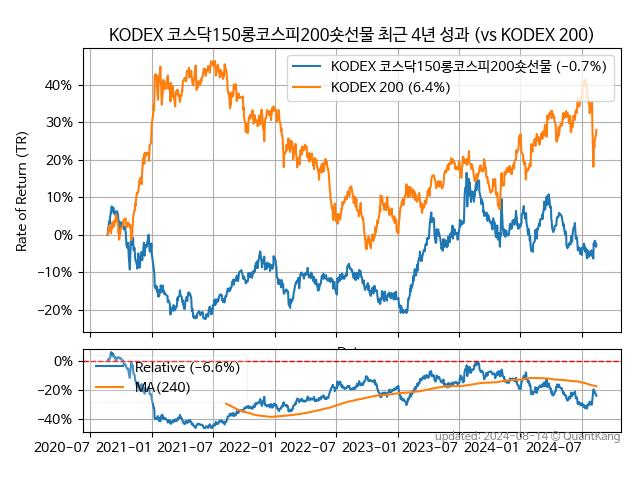 KODEX 코스닥150롱코스피200숏선물 최근 4년 성과 (vs KODEX 200)
KODEX 코스닥150롱코스피200숏선물 (−0.7%)
KODEX 200 (6.4%)
Rate of Return (TR)
40%
30%
20%
10%
0%
−10%
−20%
Relative (−6.6%)
MA(240)
0%
−20%
−40%
2020-07 2021-01 2021-07 2022-01 2022-07 2023-01 2023-07 2024-01 2024-07
updated: 2024-08-14 © QuantKang